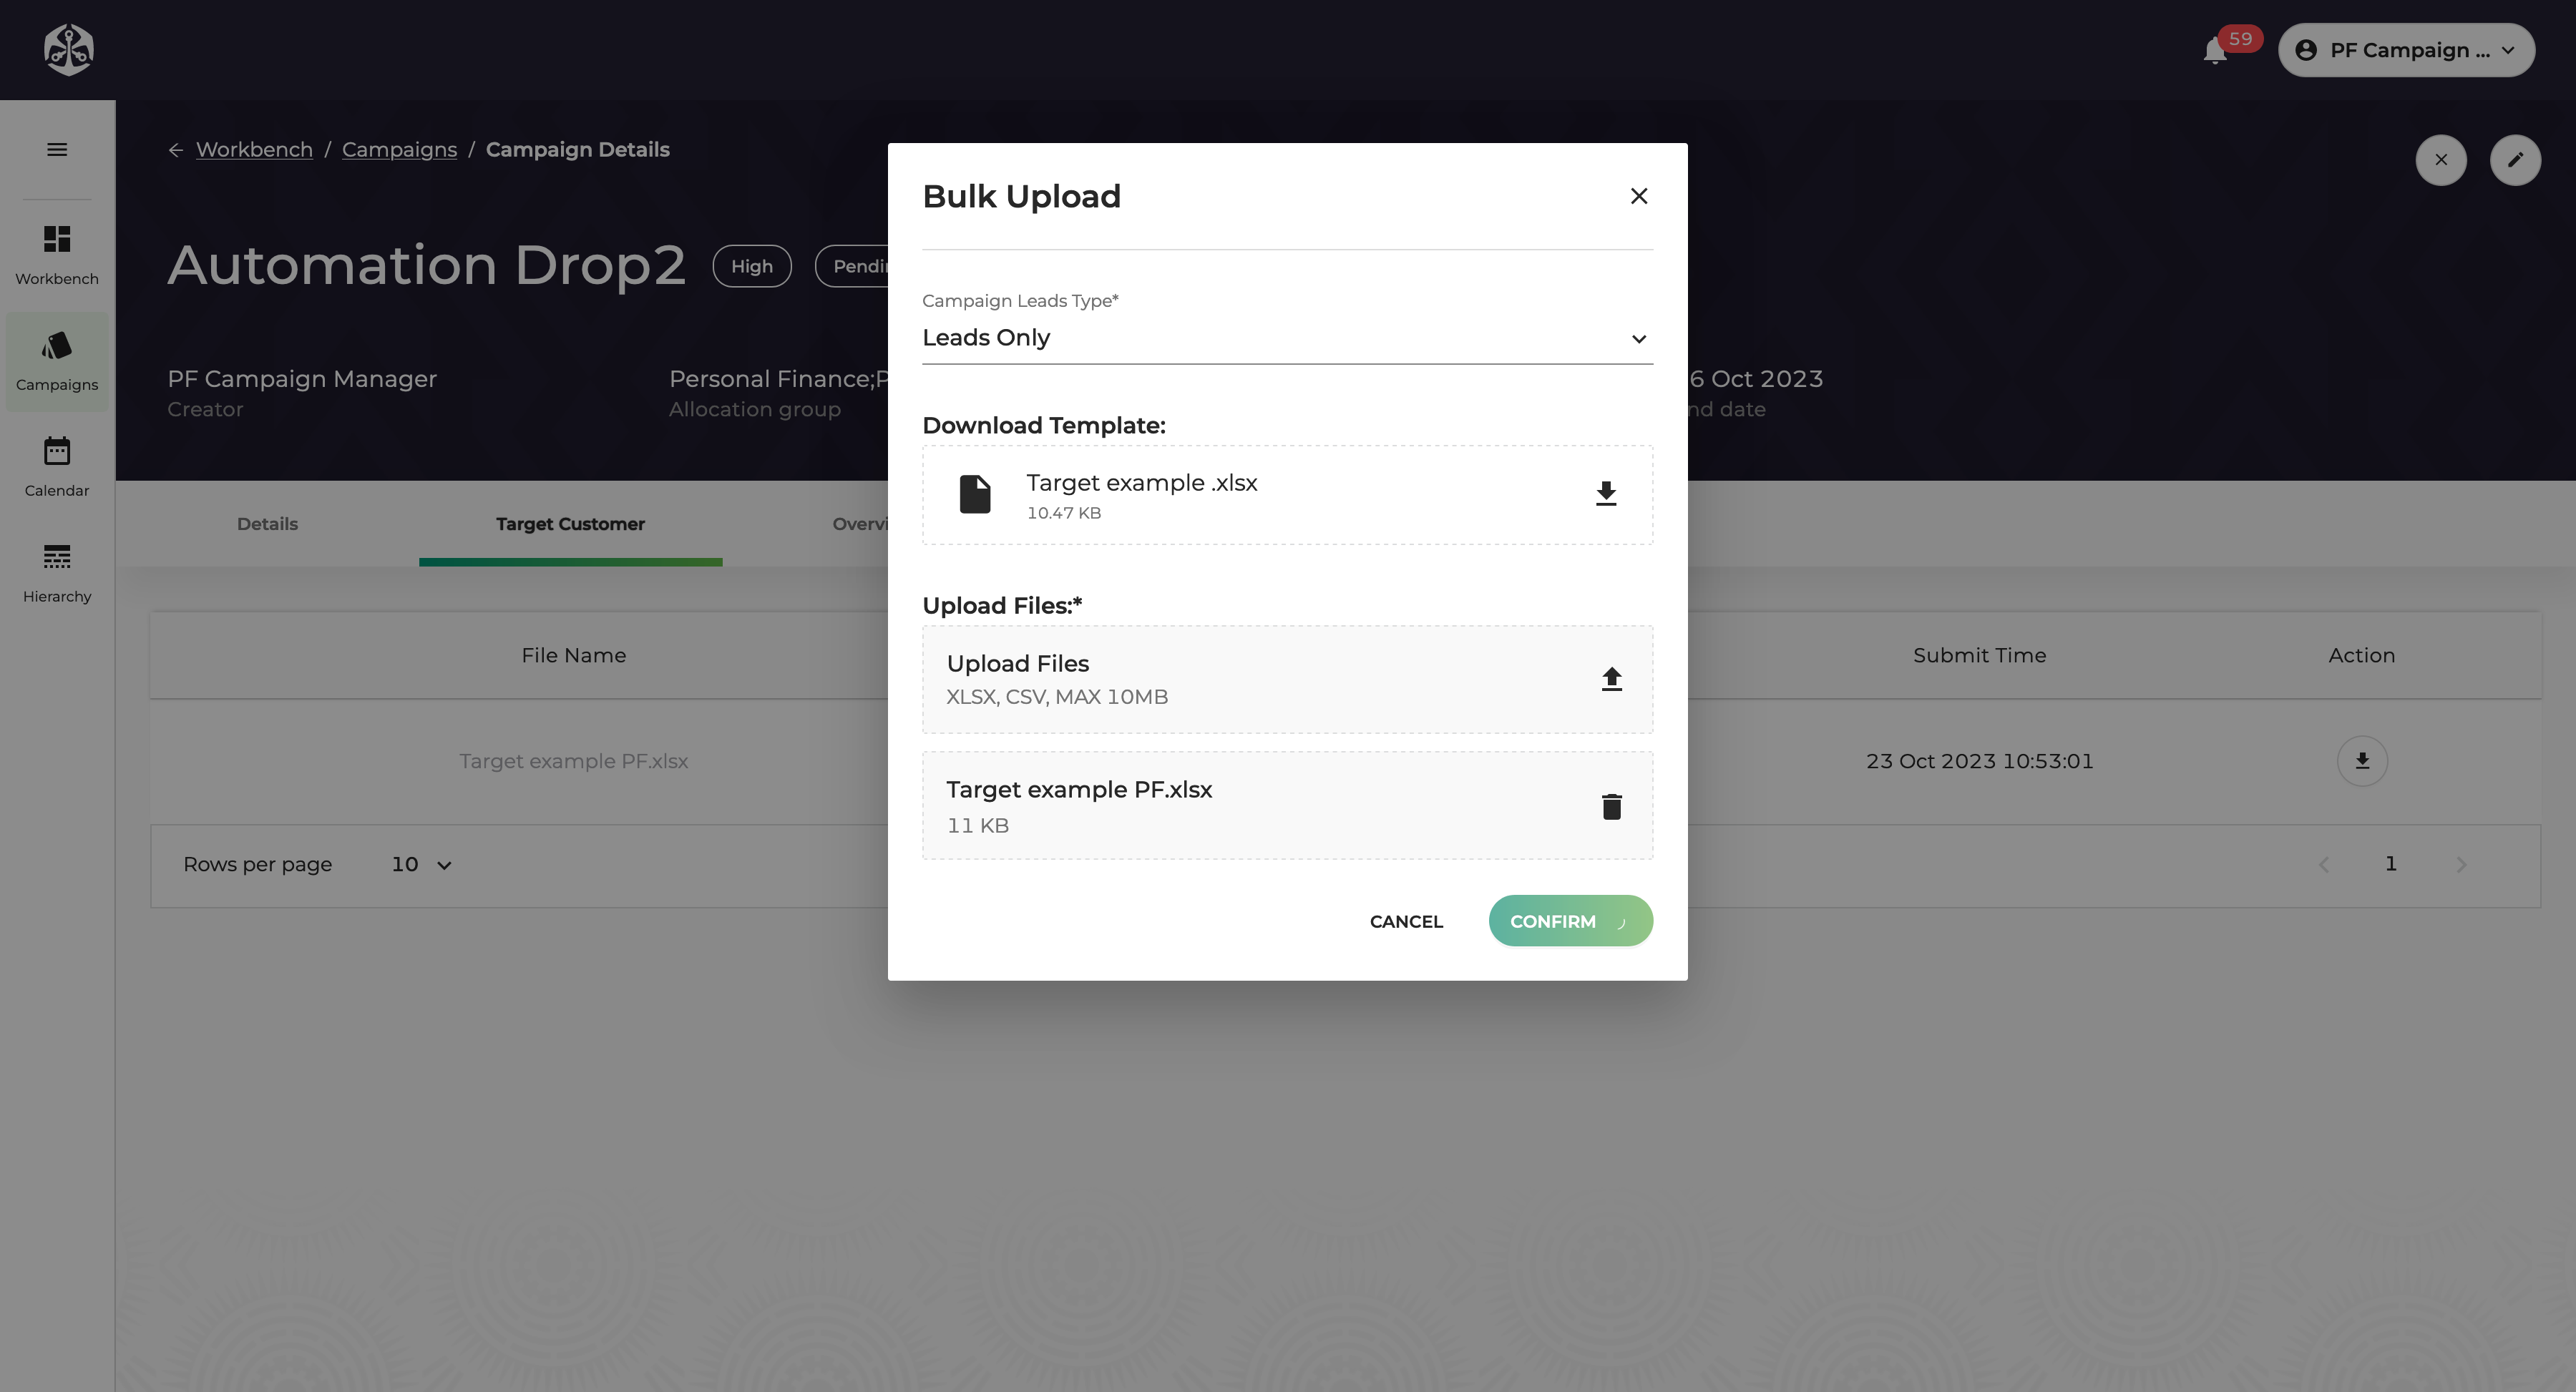 59
PF Campaign ...
Workbench / Campaigns / Campaign Details
Automation Drop2
High
Pendin
PF Campaign Manager
Creator
Personal Finance;P
Allocation group
6 Oct 2023
nd date
Workbench
Campaigns
Calendar
Hierarchy
Details
Target Customer
Overvi
File Name
Submit Time
Action
Target example PF.xlsx
23 Oct 2023 10:53:01
Rows per page
10
1
Bulk Upload
Campaign Leads Type*
Leads Only
Download Template:
Target example .xlsx
10.47 KB
Upload Files:*
Upload Files
XLSX, CSV, MAX 10MB
Target example PF.xlsx
11 KB
CANCEL
CONFIRM